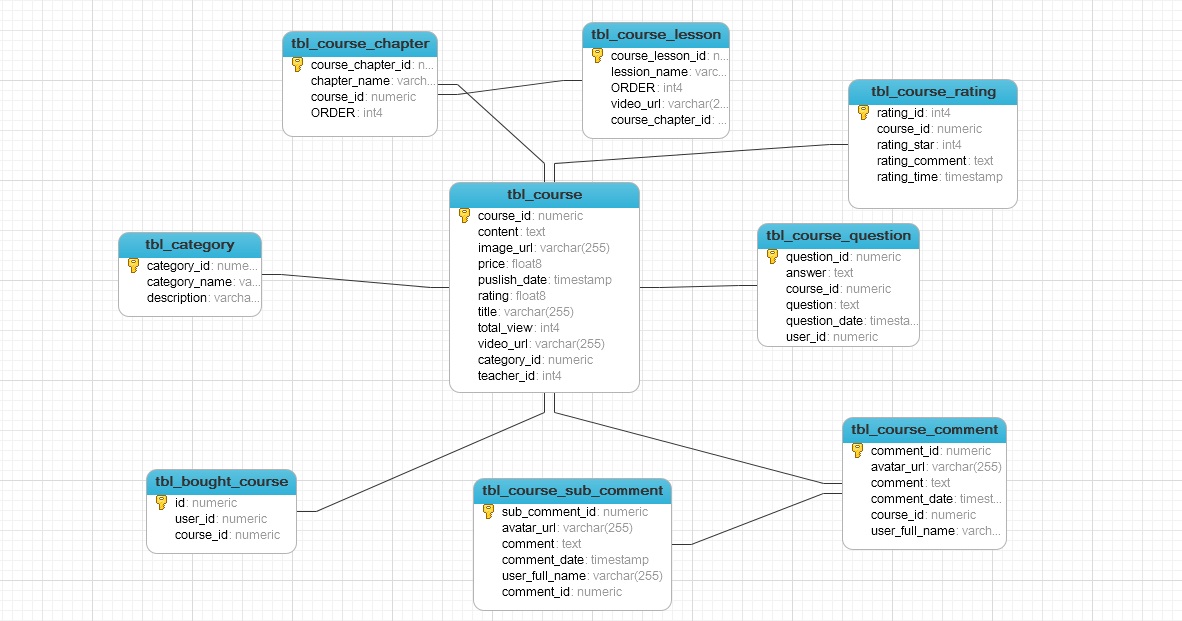 tbl_course_chapter
course_chapter_id: n...
chapter_name: varch...
course_id: numeric
ORDER: int4
tbl_course_lesson
course_lesson_id: n...
lession_name: varc...
ORDER: int4
video_url: varchar(2...
course_chapter_id: ...
tbl_course_rating
rating_id: int4
course_id: numeric
rating_star: int4
rating_comment: text
rating_time: timestamp
tbl_course
course_id: numeric
content: text
image_url: varchar(255)
price: float8
puslish_date: timestamp
rating: float8
title: varchar(255)
total_view: int4
video_url: varchar(255)
category_id: numeric
teacher_id: int4
tbl_category
category_id: nume...
category_name: va...
description: varcha...
tbl_course_question
question_id: numeric
answer: text
course_id: numeric
question: text
question_date: timesta...
user_id: numeric
tbl_bought_course
id: numeric
user_id: numeric
course_id: numeric
tbl_course_sub_comment
sub_comment_id: numeric
avatar_url: varchar(255)
comment: text
comment_date: timestamp
user_full_name: varchar(255)
comment_id: numeric
tbl_course_comment
comment_id: numeric
avatar_url: varchar(255)
comment: text
comment_date: timest...
course_id: numeric
user_full_name: varch...